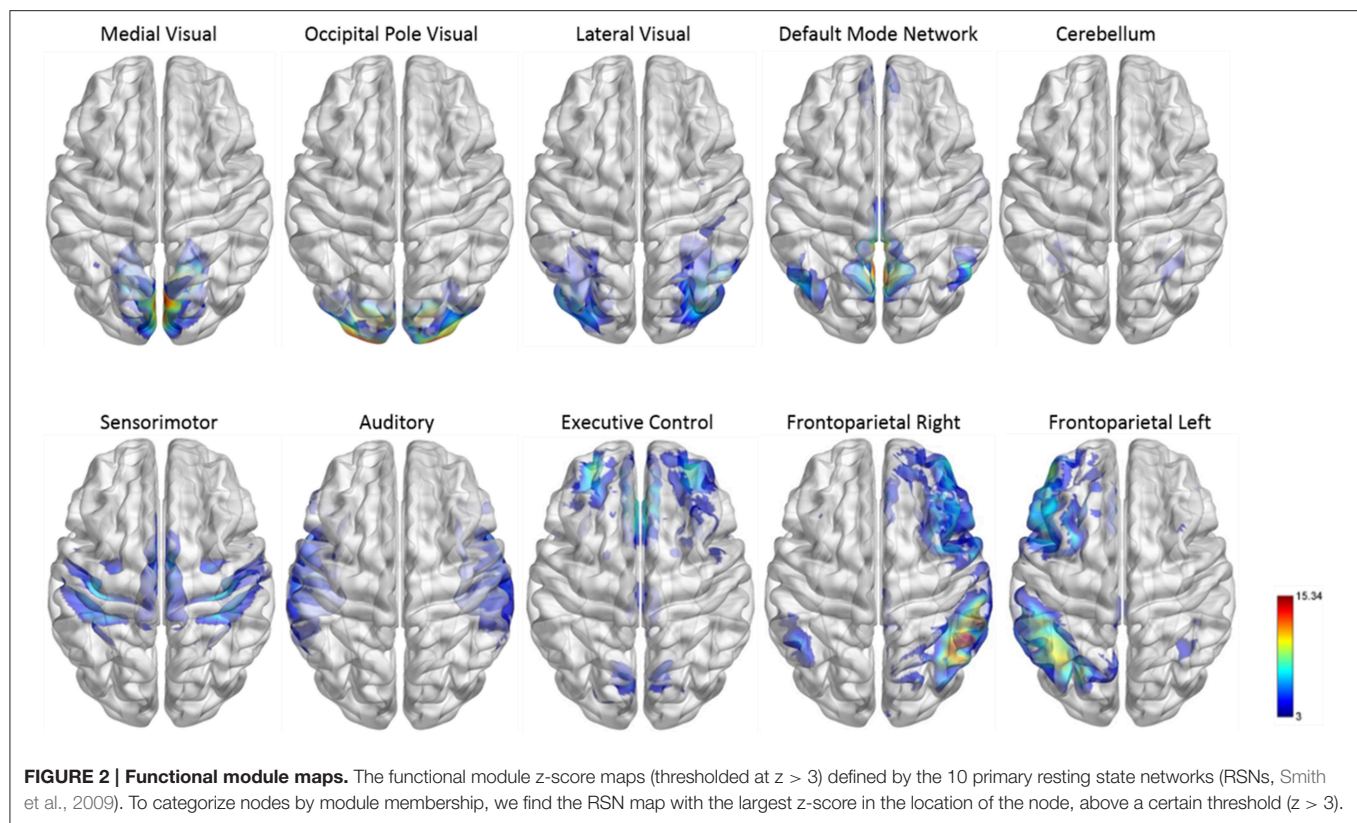 Medial Visual
Occipital Pole Visual
Lateral Visual
Default Mode Network
Cerebellum
Sensorimotor
Auditory
Executive Control
Frontoparietal Right
Frontoparietal Left
15.34
3
FIGURE 2 | Functional module maps. The functional module z-score maps (thresholded at z > 3) defined by the 10 primary resting state networks (RSNs, Smith
et al., 2009). To categorize nodes by module membership, we find the RSN map with the largest z-score in the location of the node, above a certain threshold (z > 3).